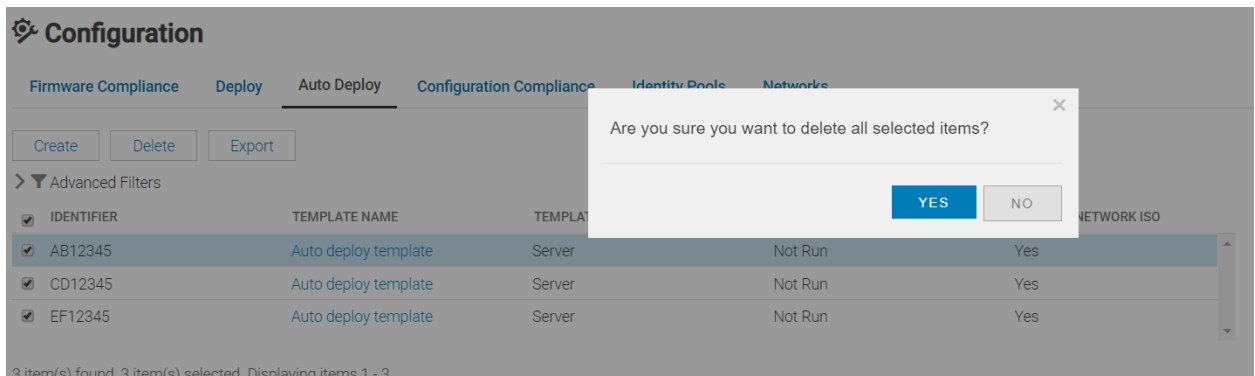 Configuration
Firmware Compliance Deploy Auto Deploy Configuration Compliance Identity Pools Networks
Are you sure you want to delete all selected items?
YES NO
Create Delete Export
Advanced Filters
IDENTIFIER TEMPLATE NAME NETWORK ISO
AB12345 Auto deploy template Server Not Run Yes
CD12345 Auto deploy template Server Not Run Yes
EF12345 Auto deploy template Server Not Run Yes
3 item(s) found, 3 item(s) selected. Displaying items 1 - 3